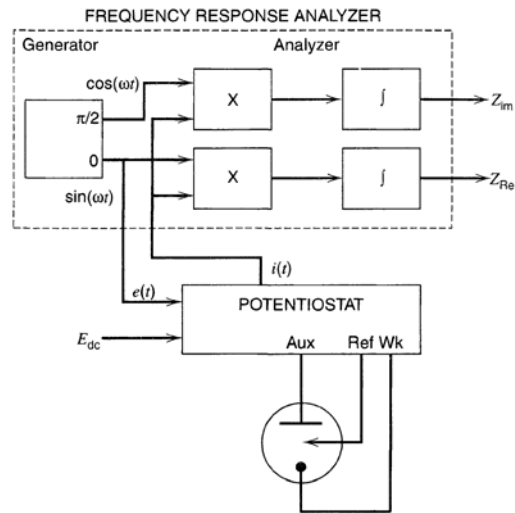 FREQUENCY RESPONSE ANALYZER
Generator
Analyzer
cos(ωt)
π/2
X
∫
Z_Im
0
X
∫
Z_Re
sin(ωt)
i(t)
e(t)
POTENTIOSTAT
E_dc
Aux Ref Wk